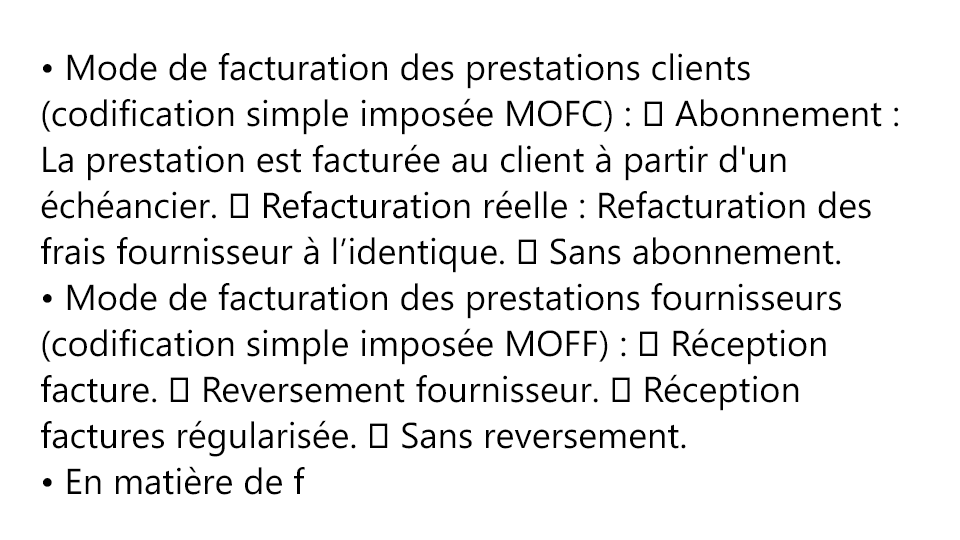 • Mode de facturation des prestations clients
(codification simple imposée MOFC) : 	 Abonnement :
La prestation est facturée au client à partir d'un
échéancier.  Refacturation réelle : Refacturation des
frais fournisseur à l’identique.  Sans abonnement.
• Mode de facturation des prestations fournisseurs
(codification simple imposée MOFF) :  Réception
facture.  Reversement fournisseur.  Réception
factures régularisée.  Sans reversement.
• En matière de f